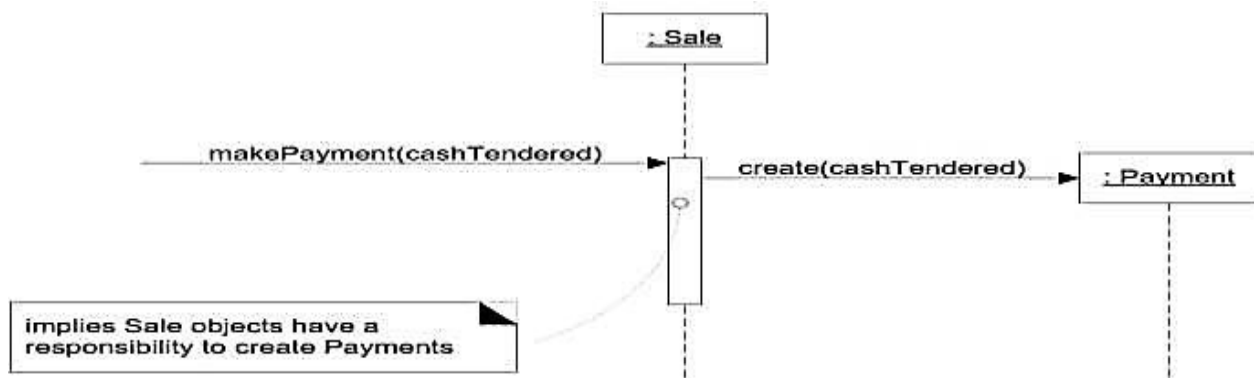 : Sale
makePayment(cashTendered)
create(cashTendered)
: Payment
implies Sale objects have a
responsibility to create Payments